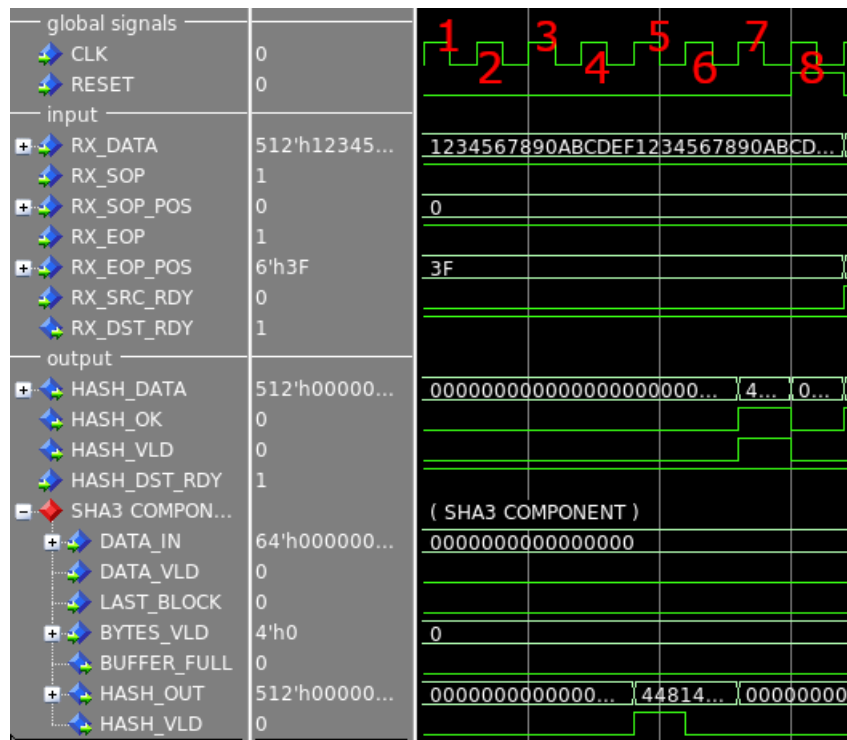 global signals
CLK 0 1 2 3 4 5 6 7 8
RESET 0
input
RX_DATA 512'h12345... 1234567890ABCDEF1234567890ABCD...
RX_SOP 1
RX_SOP_POS 0 0
RX_EOP 1
RX_EOP_POS 6'h3F 3F
RX_SRC_RDY 0
RX_DST_RDY 1
output
HASH_DATA 512'h00000... 00000000000000000000000... 4... 0...
HASH_OK 0
HASH_VLD 0
HASH_DST_RDY 1
SHA3 COMPON... ( SHA3 COMPONENT )
DATA_IN 64'h000000... 0000000000000000
DATA_VLD 0
LAST_BLOCK 0
BYTES_VLD 4'h0 0
BUFFER_FULL 0
HASH_OUT 512'h00000... 0000000000000... 44814... 00000000
HASH_VLD 0